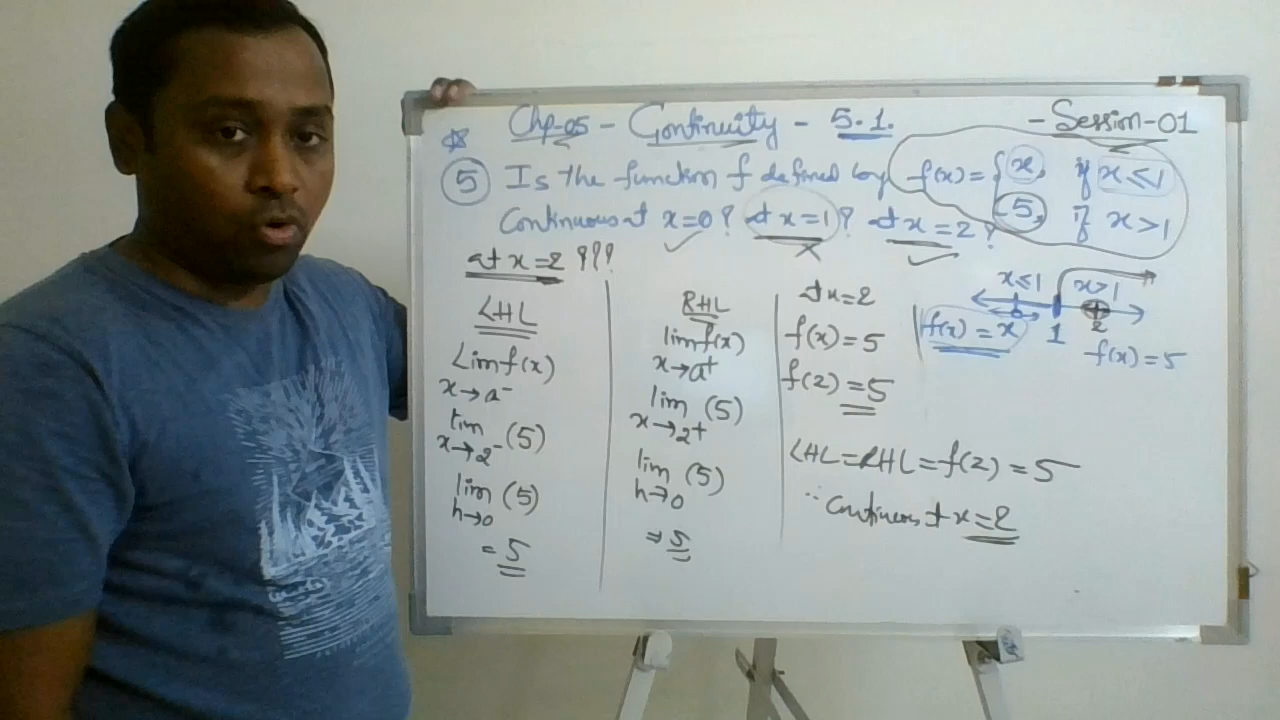 Chp-05 - Continuity - 5.1. - Session-01
⑤ Is the function f defined by f(x) = { x, if x ≤ 1
5, if x > 1
Continuous at x=0? at x=1? at x=2?
at x=2 ???
LHL
Lim f(x)
x→a⁻
lim (5)
x→2⁻
lim (5)
h→0
= 5
RHL
lim f(x)
x→a⁺
lim (5)
x→2+
lim (5)
h→0
⇒ 5
at x=2
f(x) = 5
f(2) = 5
LHL = RHL = f(2) = 5
∴ Continuous at x=2
x≤1 x>1
0 1 2
f(x) = x
f(x) = 5